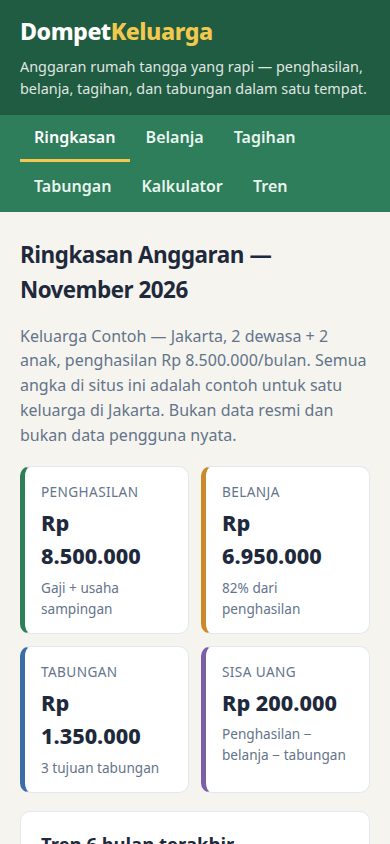 DompetKeluarga
Anggaran rumah tangga yang rapi — penghasilan,
belanja, tagihan, dan tabungan dalam satu tempat.
Ringkasan Belanja Tagihan
Tabungan Kalkulator Tren
Ringkasan Anggaran —
November 2026
Keluarga Contoh — Jakarta, 2 dewasa + 2
anak, penghasilan Rp 8.500.000/bulan. Semua
angka di situs ini adalah contoh untuk satu
keluarga di Jakarta. Bukan data resmi dan
bukan data pengguna nyata.
PENGHASILAN
Rp
8.500.000
Gaji + usaha
sampingan
BELANJA
Rp
6.950.000
82% dari
penghasilan
TABUNGAN
Rp
1.350.000
3 tujuan tabungan
SISA UANG
Rp 200.000
Penghasilan −
belanja − tabungan
Tren 6 bulan terakhir